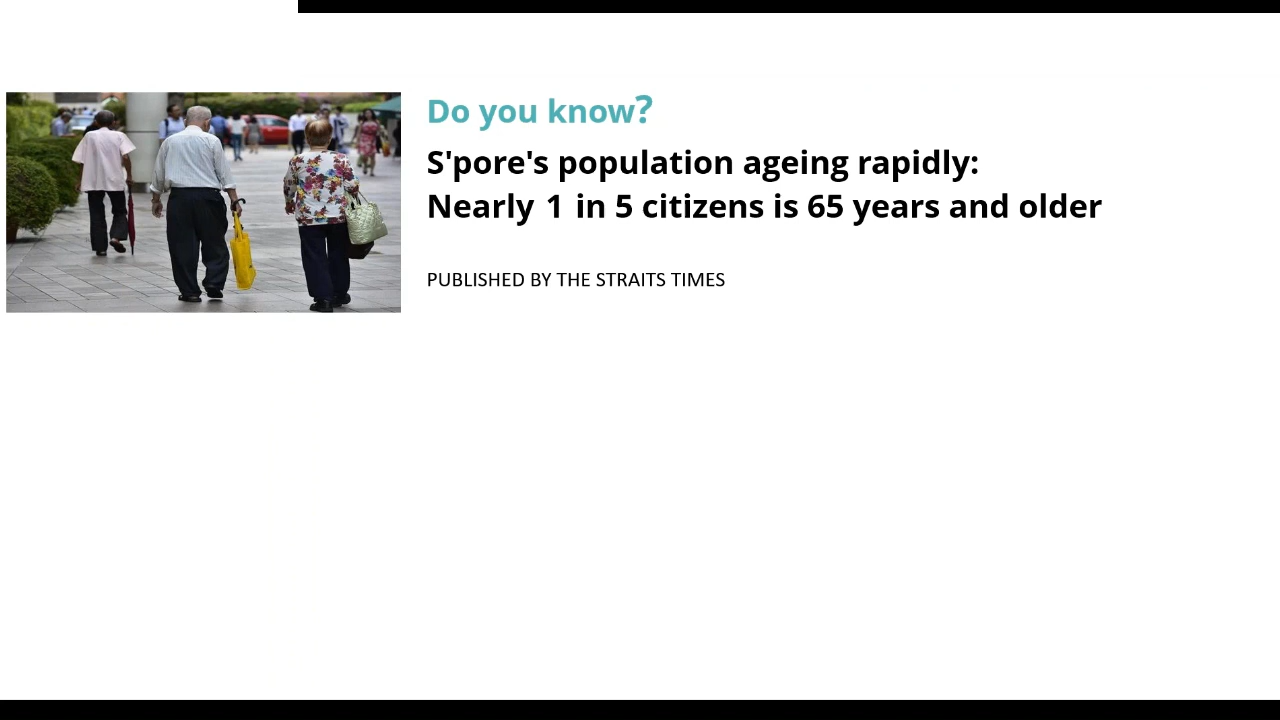 Do you know?
S'pore's population ageing rapidly:
Nearly 1 in 5 citizens is 65 years and older
PUBLISHED BY THE STRAITS TIMES